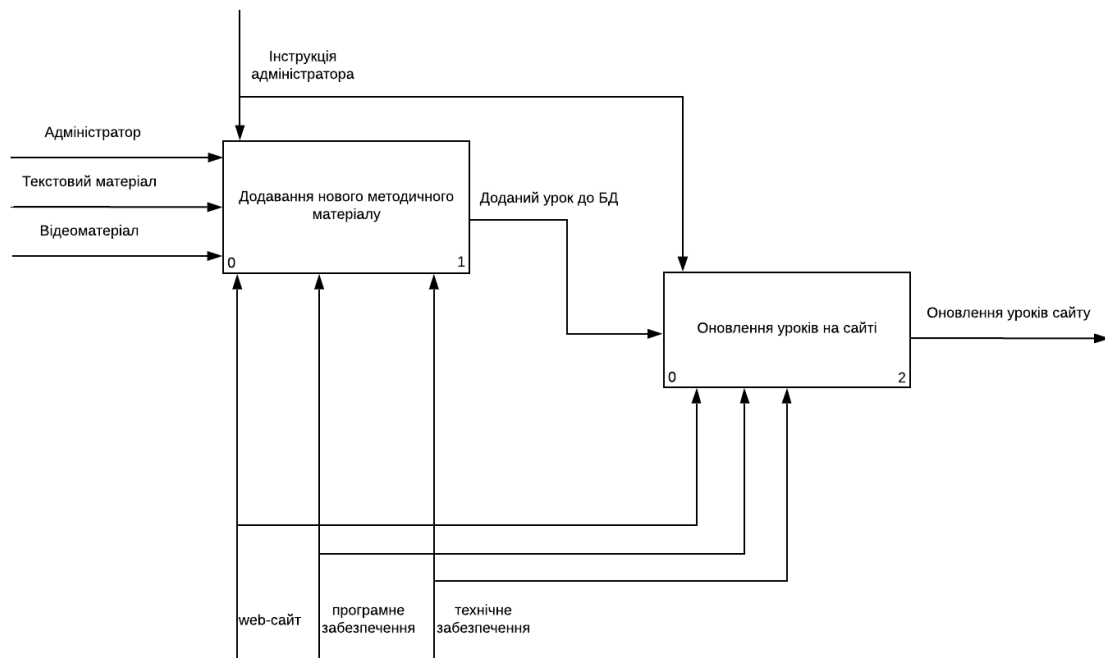 Інструкція
адміністратора
Адміністратор
Текстовий матеріал
Відеоматеріал
Додавання нового методичного
матеріалу
0
1
Доданий урок до БД
Оновлення уроків на сайті
0
2
Оновлення уроків сайту
web-сайт
програмне
забезпечення
технічне
забезпечення